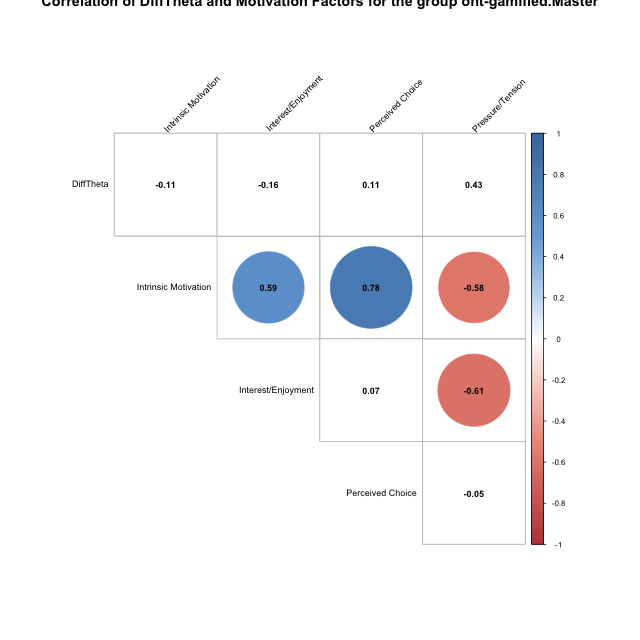 Correlation of DiffTheta and Motivation Factors for the group ont-gamified.Master
Intrinsic Motivation
Interest/Enjoyment
Perceived Choice
Pressure/Tension
DiffTheta -0.11 -0.16 0.11 0.43
Intrinsic Motivation 0.59 0.78 -0.58
Interest/Enjoyment 0.07 -0.61
Perceived Choice -0.05
1
0.8
0.6
0.4
0.2
0
-0.2
-0.4
-0.6
-0.8
-1